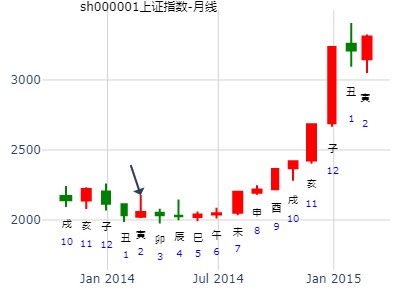 sh000001上证指数-月线
3000
2500
2000
戌 亥 子 丑 寅 卯 辰 巳 午 未 申 酉 戌 亥 子 丑 寅
10 11 12 1 2 3 4 5 6 7 8 9 10 11 12 1 2
Jan 2014 Jul 2014 Jan 2015